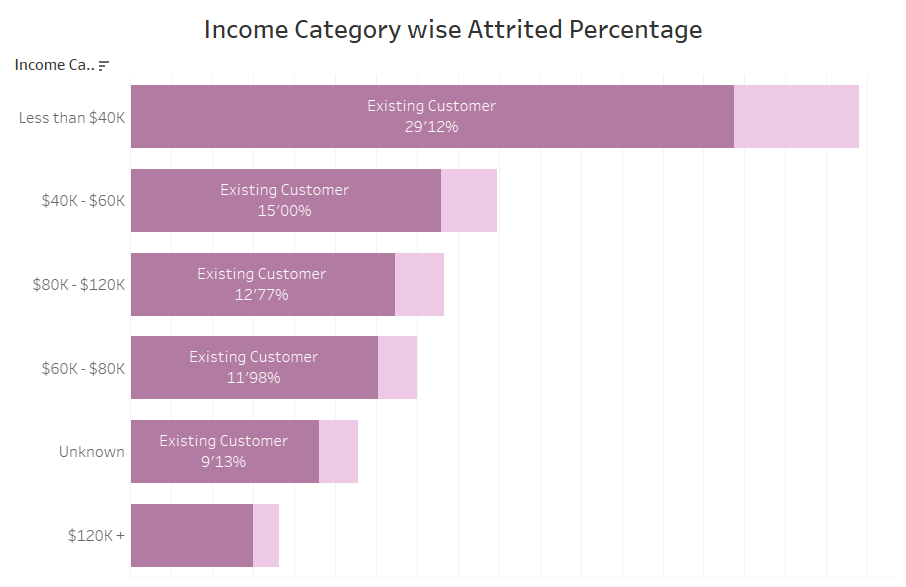 Income Category wise Attrited Percentage
Income Ca..
Less than $40K
Existing Customer
29’12%
$40K - $60K
Existing Customer
15’00%
$80K - $120K
Existing Customer
12’77%
$60K - $80K
Existing Customer
11’98%
Unknown
Existing Customer
9’13%
$120K +